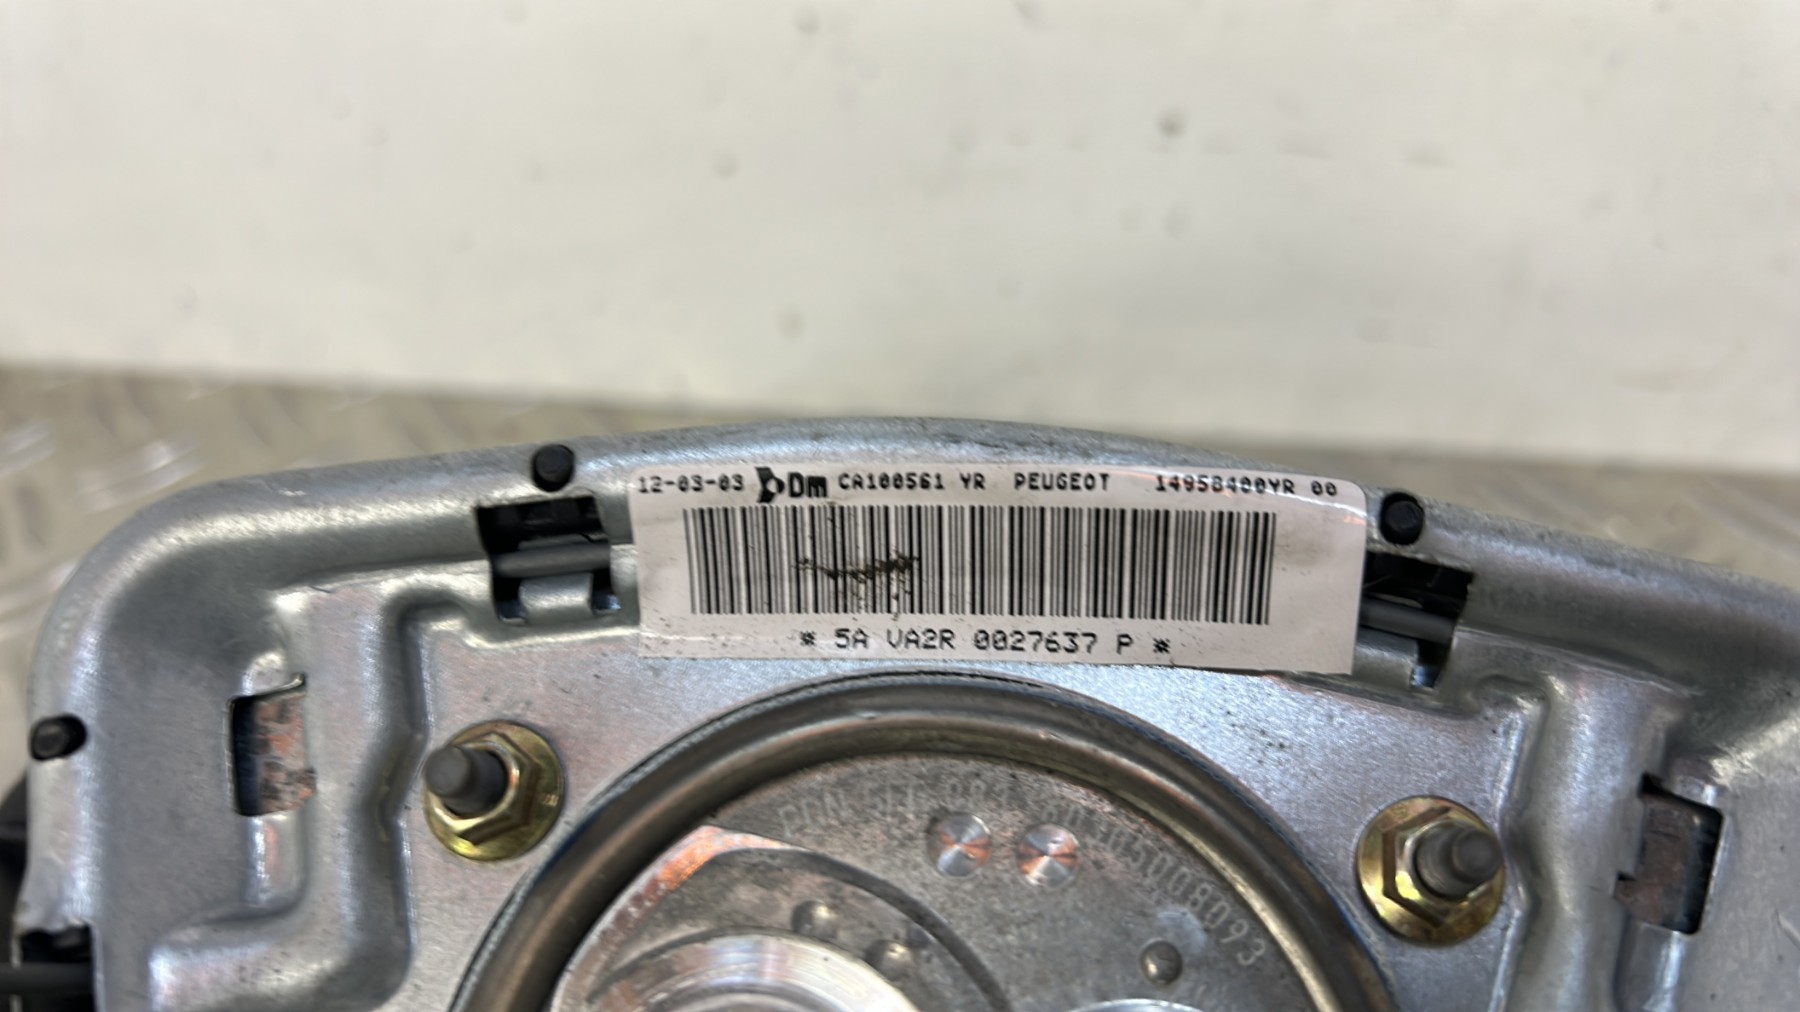 12-03-03 Dm CA100561 YR PEUGEOT 14958400YR 00
* 5A VA2R 0027637 P *